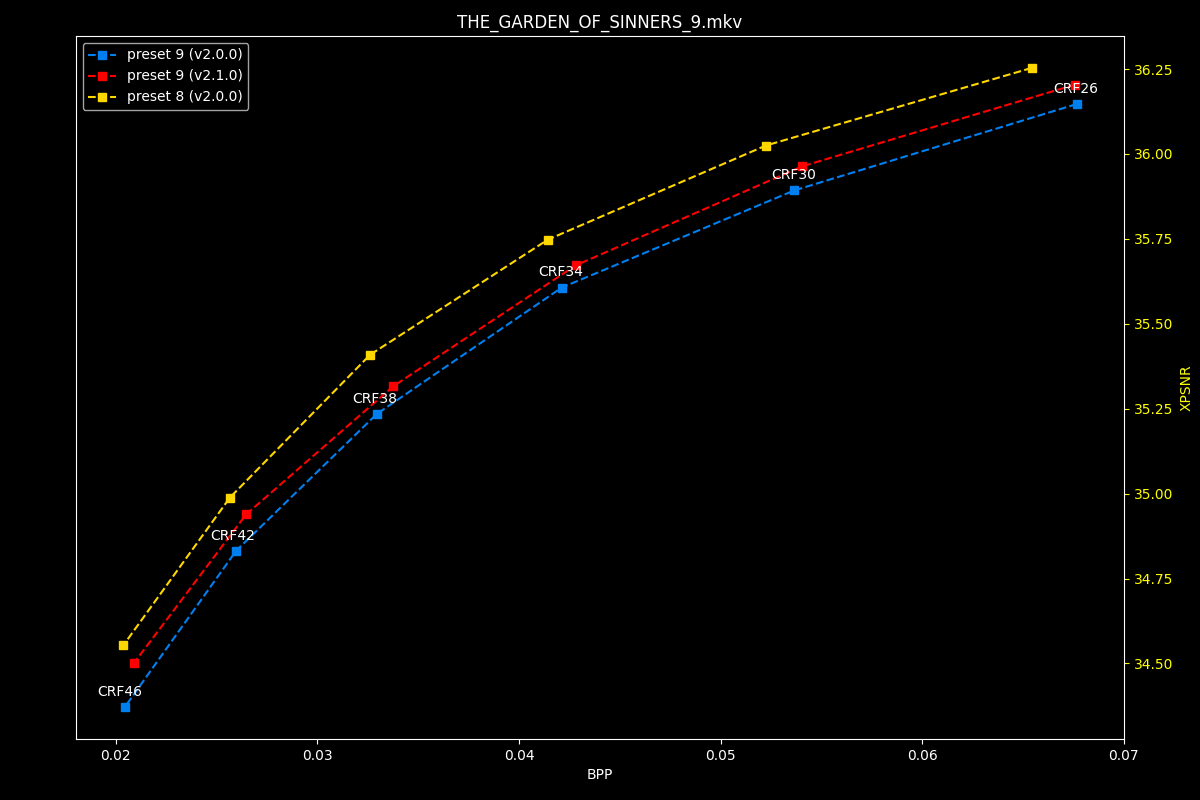 THE_GARDEN_OF_SINNERS_9.mkv
preset 9 (v2.0.0)
preset 9 (v2.1.0)
preset 8 (v2.0.0)
36.25
CRF26
36.00
CRF30
35.75
CRF34
35.50
XPSNR
CRF38
35.25
35.00
CRF42
34.75
34.50
CRF46
0.02 0.03 0.04 0.05 0.06 0.07
BPP